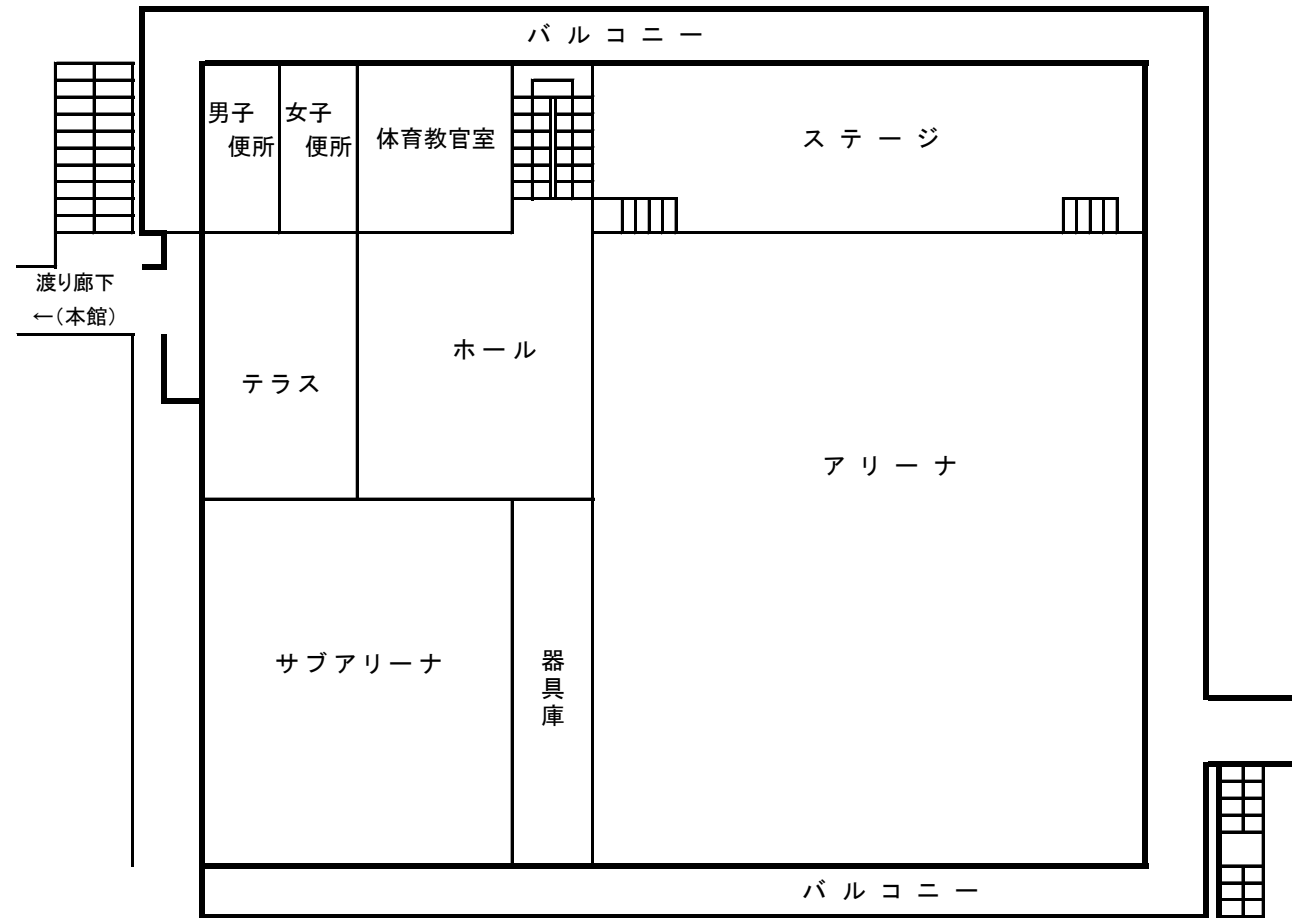 バルコニー
男子
便所
女子
便所
体育教官室
ステージ
渡り廊下
←(本館)
ホール
テラス
アリーナ
サブアリーナ
器具庫
バルコニー